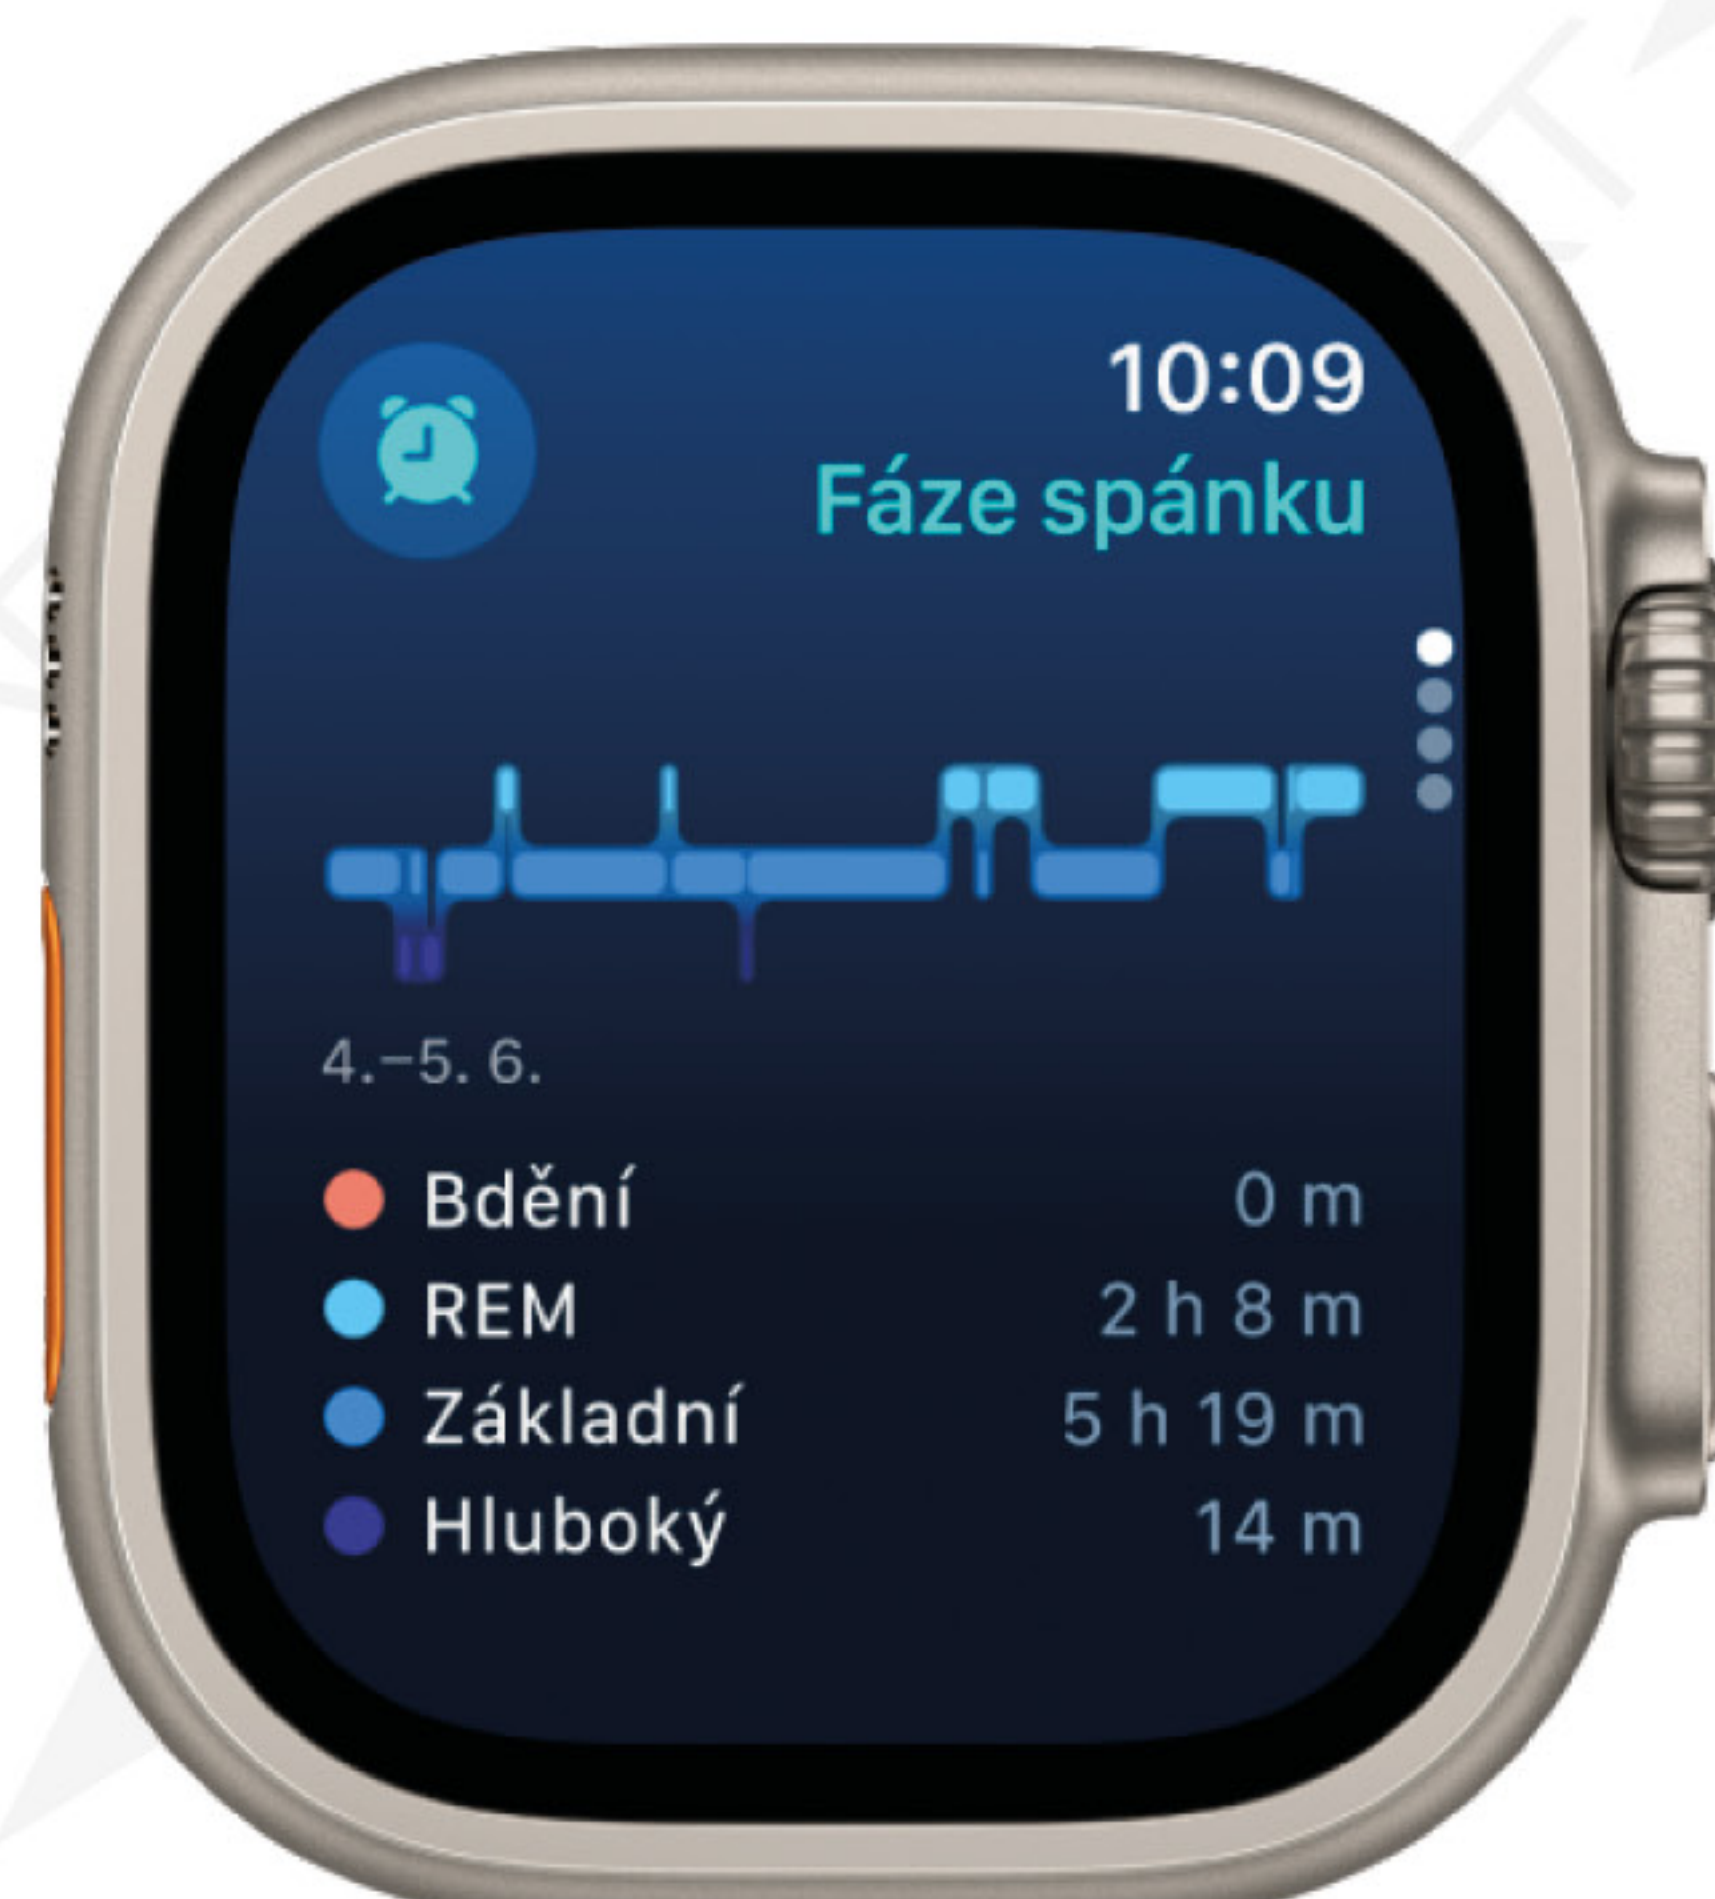 10:09
Fáze spánku
4.–5. 6.
Bdění 0 m
REM 2 h 8 m
Základní 5 h 19 m
Hluboký 14 m